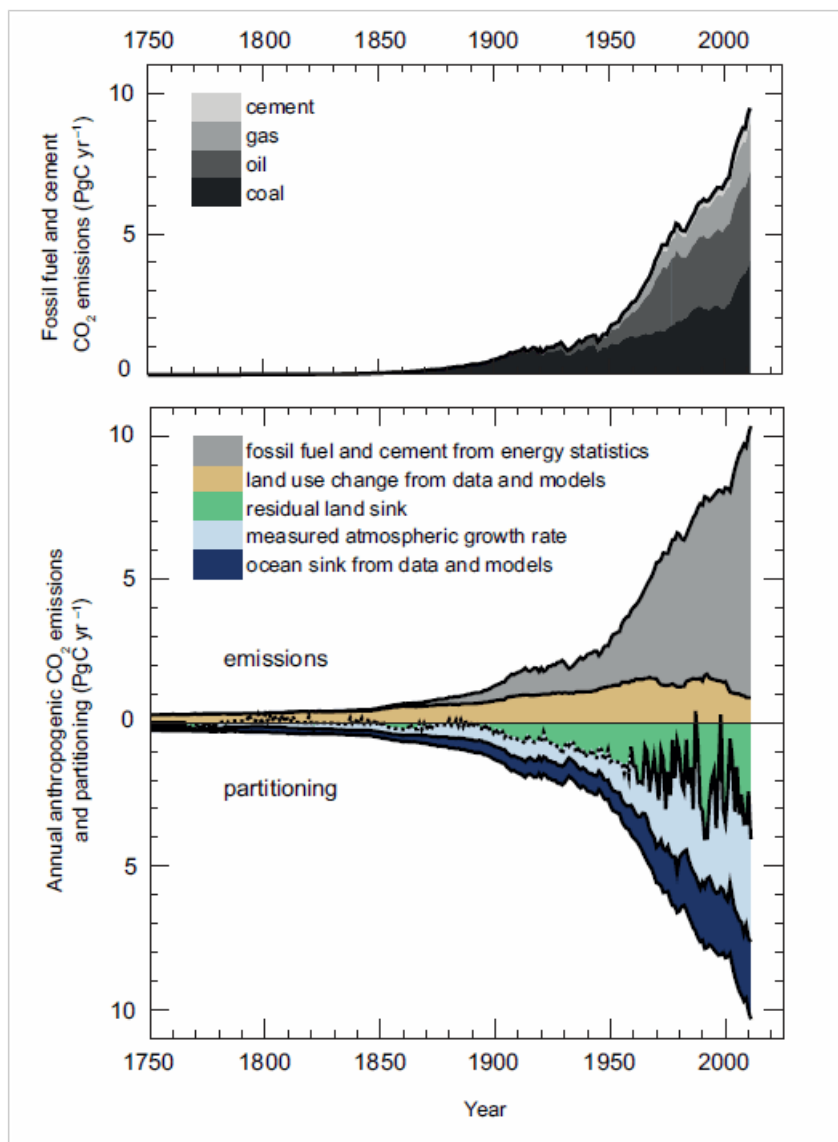 1750 1800 1850 1900 1950 2000
10
5
0
Fossil fuel and cement
CO₂ emissions (PgC yr⁻¹)
cement
gas
oil
coal
10
5
0
5
10
Annual anthropogenic CO₂ emissions
and partitioning (PgC yr⁻¹)
fossil fuel and cement from energy statistics
land use change from data and models
residual land sink
measured atmospheric growth rate
ocean sink from data and models
emissions
partitioning
1750 1800 1850 1900 1950 2000
Year